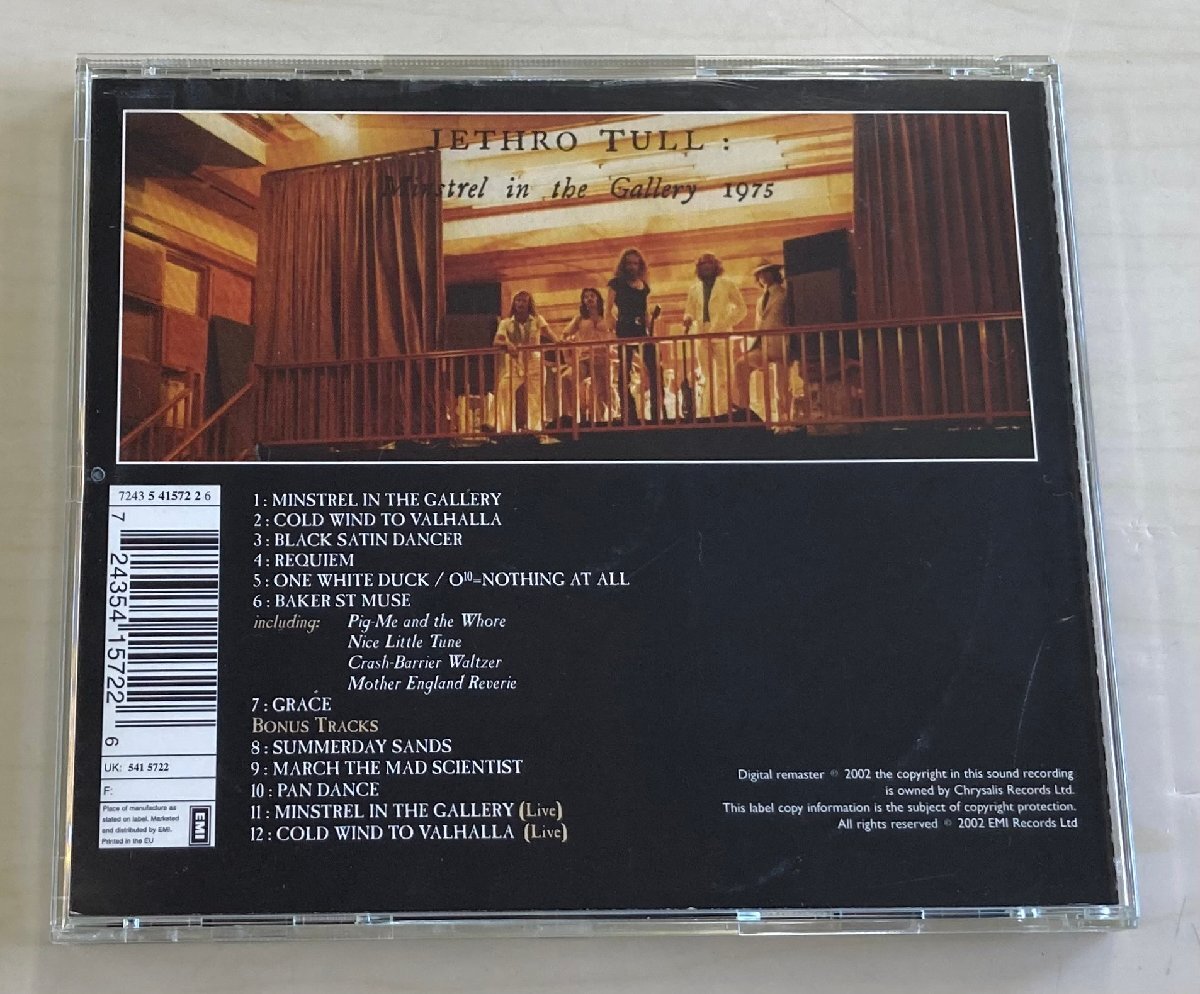 JETHRO TULL :
Minstrel in the Gallery 1975
7243 5 41572 2 6
7 24354 15722 6
UK: 541 5722
F:
Place of manufacture as
stated on label. Marketed
and distributed by EMI.
Printed in the EU
EMI
1 : MINSTREL IN THE GALLERY
2 : COLD WIND TO VALHALLA
3 : BLACK SATIN DANCER
4 : REQUIEM
5 : ONE WHITE DUCK / O¹⁰=NOTHING AT ALL
6 : BAKER ST MUSE
including: Pig-Me and the Whore
Nice Little Tune
Crash-Barrier Waltzer
Mother England Reverie
7 : GRACE
BONUS TRACKS
8 : SUMMERDAY SANDS
9 : MARCH THE MAD SCIENTIST
10 : PAN DANCE
11 : MINSTREL IN THE GALLERY (Live)
12 : COLD WIND TO VALHALLA (Live)
Digital remaster ℗ 2002 the copyright in this sound recording
is owned by Chrysalis Records Ltd.
This label copy information is the subject of copyright protection.
All rights reserved © 2002 EMI Records Ltd